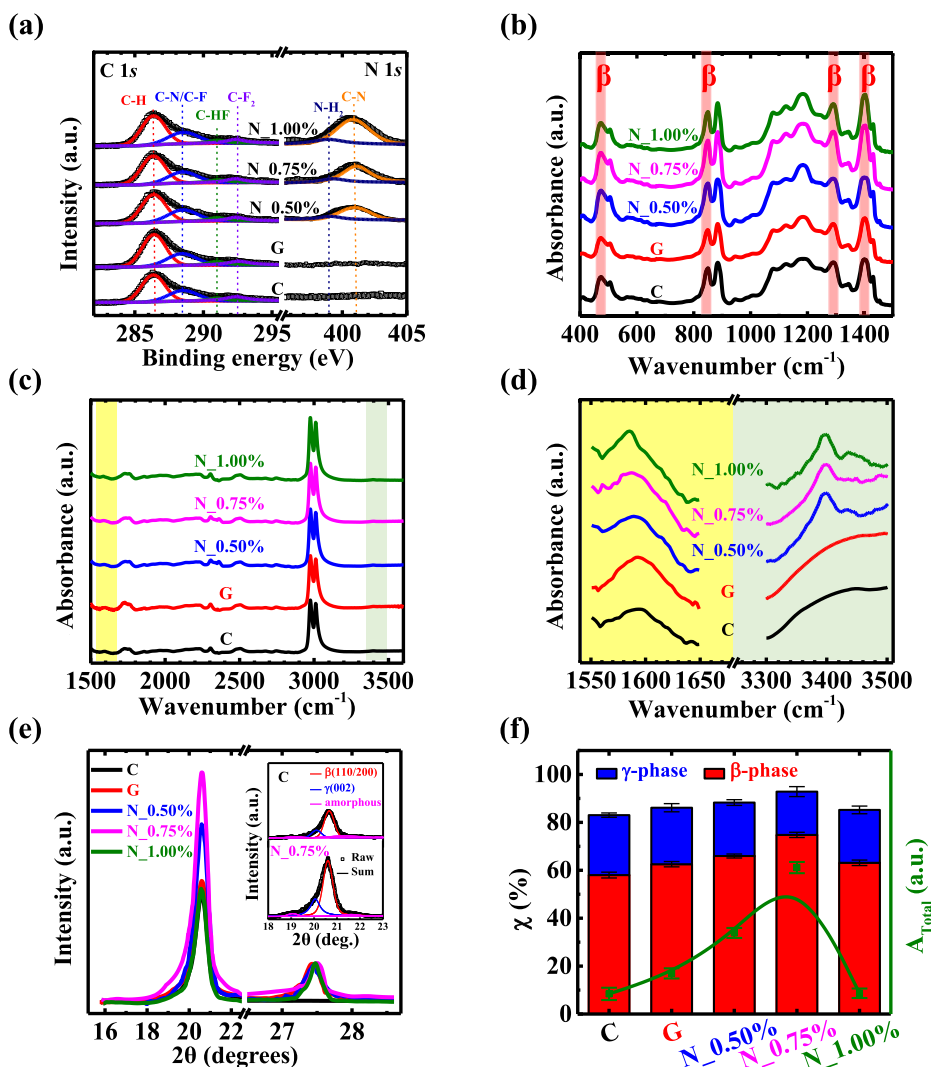 (a)
C 1s
N 1s
C-H
C-N/C-F
C-HF
C-F2
N-H
C-N
N_1.00%
N_0.75%
N_0.50%
G
C
Intensity (a.u.)
282 286 291 295 400 405
Binding energy (eV)
(b)
β β β β
N_1.00%
N_0.75%
N_0.50%
G
C
Absorbance (a.u.)
400 600 800 1000 1200 1400
Wavenumber (cm-1)
(c)
N_1.00%
N_0.75%
N_0.50%
G
C
Absorbance (a.u.)
1500 2000 2500 3000 3500
Wavenumber (cm-1)
(d)
N_1.00%
N_0.75%
N_0.50%
G
C
Absorbance (a.u.)
1550 1600 1650 3300 3400 3500
Wavenumber (cm-1)
(e)
C
G
N_0.50%
N_0.75%
N_1.00%
Intensity (a.u.)
16 18 20 22 27 28
2θ (degrees)
C
β(110/200)
γ(002)
amorphous
N_0.75%
Raw
Sum
Intensity (a.u.)
18 19 20 21 22 23
2θ (deg.)
(f)
γ-phase β-phase
100
80
60
40
20
0
χ (%)
ATotal (a.u.)
C
G
N_0.50%
N_0.75%
N_1.00%